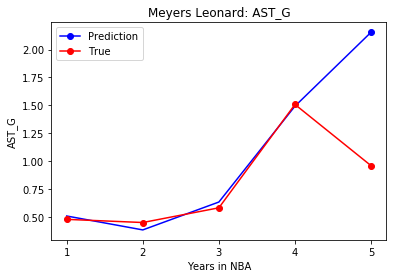 Meyers Leonard: AST_G
Prediction
True
AST_G
2.00
1.75
1.50
1.25
1.00
0.75
0.50
1 2 3 4 5
Years in NBA